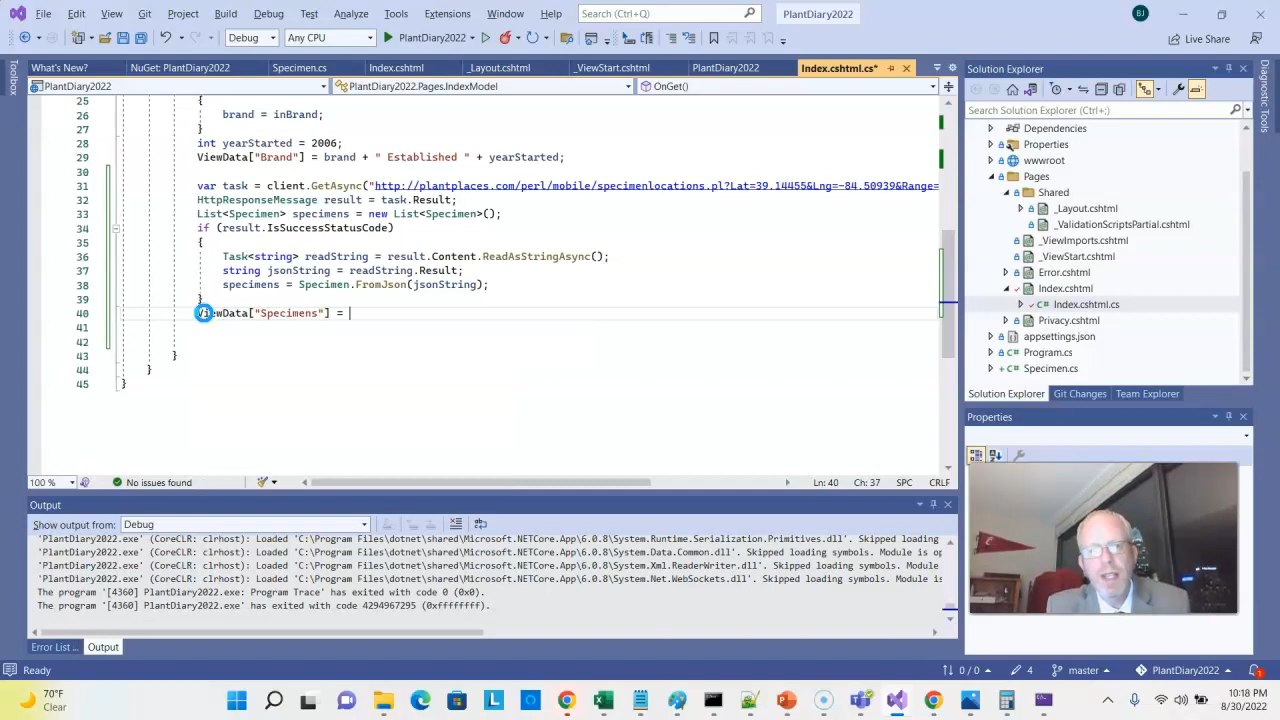 File Edit View Git Project Build Debug Test Analyze Tools Extensions Window Help Search (Ctrl+Q) PlantDiary2022 BJ
Debug Any CPU PlantDiary2022 Live Share
Toolbox
What's New? NuGet: PlantDiary2022 Specimen.cs Index.cshtml _Layout.cshtml _ViewStart.cshtml PlantDiary2022 Index.cshtml.cs*
PlantDiary2022 PlantDiary2022.Pages.IndexModel OnGet()
25 {
26 brand = inBrand;
27 }
28 int yearStarted = 2006;
29 ViewData["Brand"] = brand + " Established " + yearStarted;
30
31 var task = client.GetAsync("http://plantplaces.com/perl/mobile/specimenlocations.pl?Lat=39.14455&Lng=-84.50939&Range=
32 HttpResponseMessage result = task.Result;
33 List<Specimen> specimens = new List<Specimen>();
34 if (result.IsSuccessStatusCode)
35 {
36 Task<string> readString = result.Content.ReadAsStringAsync();
37 string jsonString = readString.Result;
38 specimens = Specimen.FromJson(jsonString);
39 }
40 ViewData["Specimens"] =
41
42
43 }
44 }
45 }
100 % No issues found Ln: 40 Ch: 37 SPC CRLF
Output
Show output from: Debug
'PlantDiary2022.exe' (CoreCLR: clrhost): Loaded 'C:\Program Files\dotnet\shared\Microsoft.NETCore.App\6.0.8\System.Runtime.Serialization.Primitives.dll'. Skipped loading
'PlantDiary2022.exe' (CoreCLR: clrhost): Loaded 'C:\Program Files\dotnet\shared\Microsoft.NETCore.App\6.0.8\System.Data.Common.dll'. Skipped loading symbols. Module is op
'PlantDiary2022.exe' (CoreCLR: clrhost): Loaded 'C:\Program Files\dotnet\shared\Microsoft.NETCore.App\6.0.8\System.Xml.ReaderWriter.dll'. Skipped loading symbols. Module
'PlantDiary2022.exe' (CoreCLR: clrhost): Loaded 'C:\Program Files\dotnet\shared\Microsoft.NETCore.App\6.0.8\System.Net.WebSockets.dll'. Skipped loading symbols. Module
The program '[4360] PlantDiary2022.exe: Program Trace' has exited with code 0 (0x0).
The program '[4360] PlantDiary2022.exe' has exited with code 4294967295 (0xffffffff).
Error List ... Output
Solution Explorer
Search Solution Explorer (Ctrl+;)
Dependencies
Properties
wwwroot
Pages
Shared
_Layout.cshtml
_ValidationScriptsPartial.cshtml
_ViewImports.cshtml
_ViewStart.cshtml
Error.cshtml
Index.cshtml
Index.cshtml.cs
Privacy.cshtml
appsettings.json
Program.cs
Specimen.cs
Solution Explorer Git Changes Team Explorer
Properties
Diagnostic Tools
Ready 0 / 0 4 master PlantDiary2022 1
70°F
Clear
10:18 PM
8/30/2022